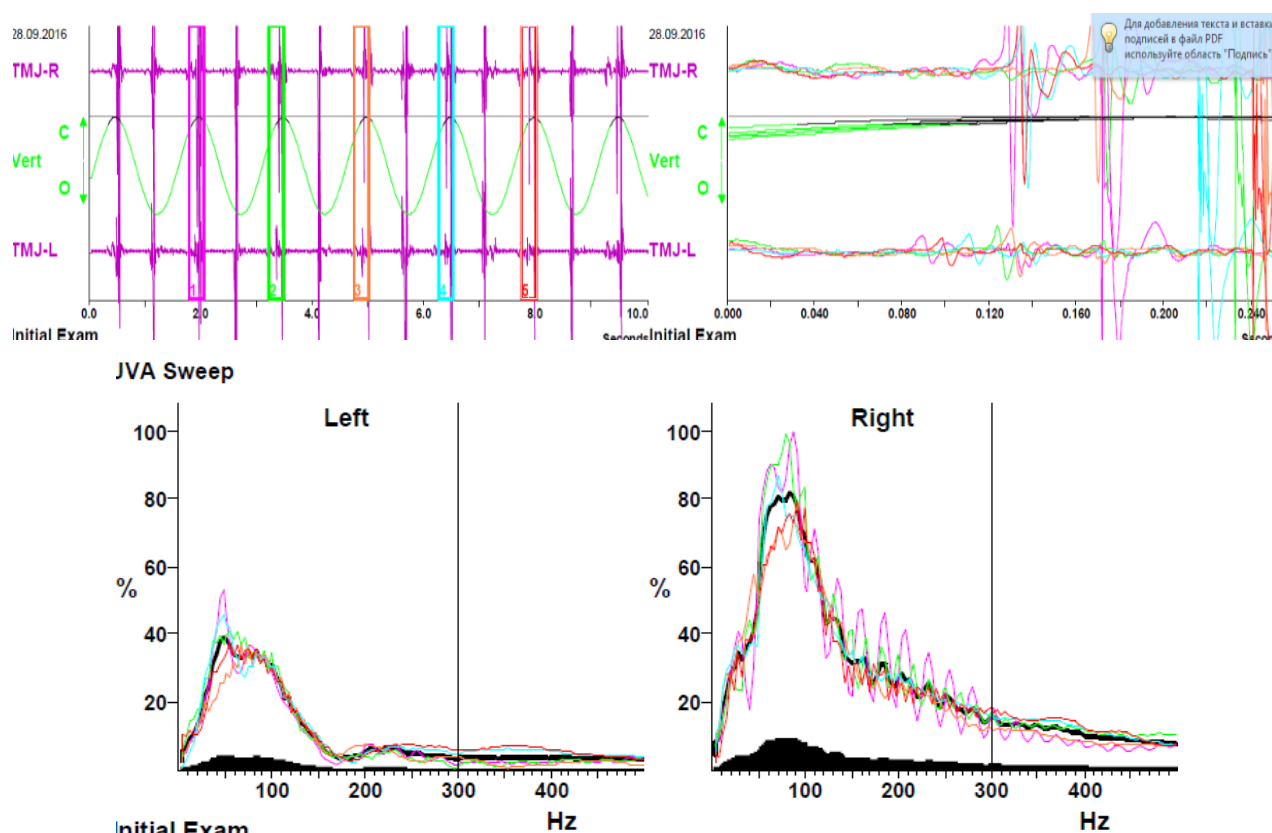 28.09.2016
TMJ-R
C
Vert
O
TMJ-L
1
2
3
4
5
0.0
2.0
4.0
6.0
8.0
10.0
Initial Exam
Seconds
28.09.2016
TMJ-R
C
Vert
O
TMJ-L
0.000
0.040
0.080
0.120
0.160
0.200
0.240
Initial Exam
Secon
Для добавления текста и вставки
подписей в файл PDF
используйте область "Подпись"
JVA Sweep
Left
100
80
60
%
40
20
100
200
300
400
Hz
Right
100
80
60
%
40
20
100
200
300
400
Hz
Initial Exam